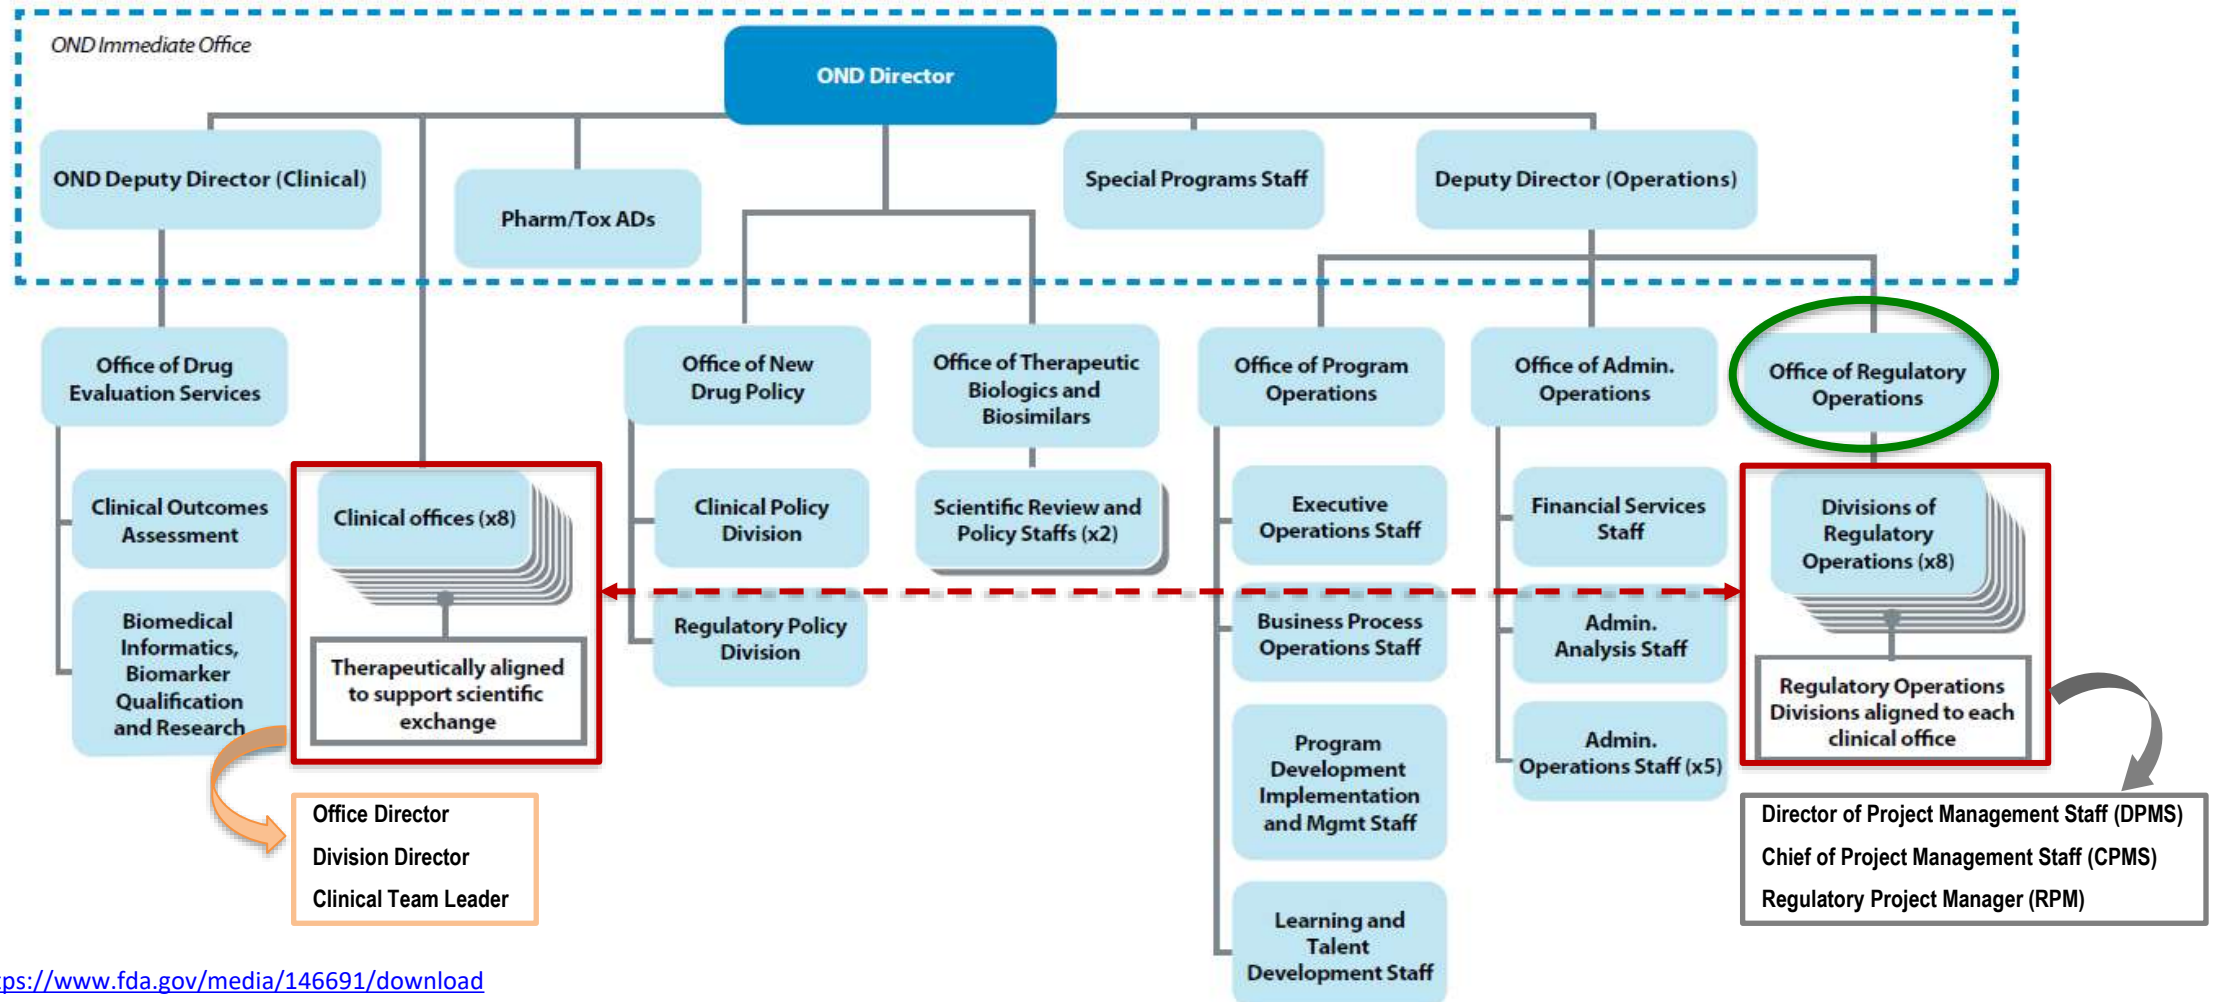 OND Immediate Office
OND Director
OND Deputy Director (Clinical)
Pharm/Tox ADs
Special Programs Staff
Deputy Director (Operations)
Office of Drug
Evaluation Services
Clinical Outcomes
Assessment
Biomedical
Informatics,
Biomarker
Qualification
and Research
Clinical offices (x8)
Therapeutically aligned
to support scientific
exchange
Office Director
Division Director
Clinical Team Leader
Office of New
Drug Policy
Clinical Policy
Division
Regulatory Policy
Division
Office of Therapeutic
Biologics and
Biosimilars
Scientific Review and
Policy Staffs (x2)
Office of Program
Operations
Executive
Operations Staff
Business Process
Operations Staff
Program
Development
Implementation
and Mgmt Staff
Learning and
Talent
Development Staff
Office of Admin.
Operations
Financial Services
Staff
Admin.
Analysis Staff
Admin.
Operations Staff (x5)
Office of Regulatory
Operations
Divisions of
Regulatory
Operations (x8)
Regulatory Operations
Divisions aligned to each
clinical office
Director of Project Management Staff (DPMS)
Chief of Project Management Staff (CPMS)
Regulatory Project Manager (RPM)
tps://www.fda.gov/media/146691/download